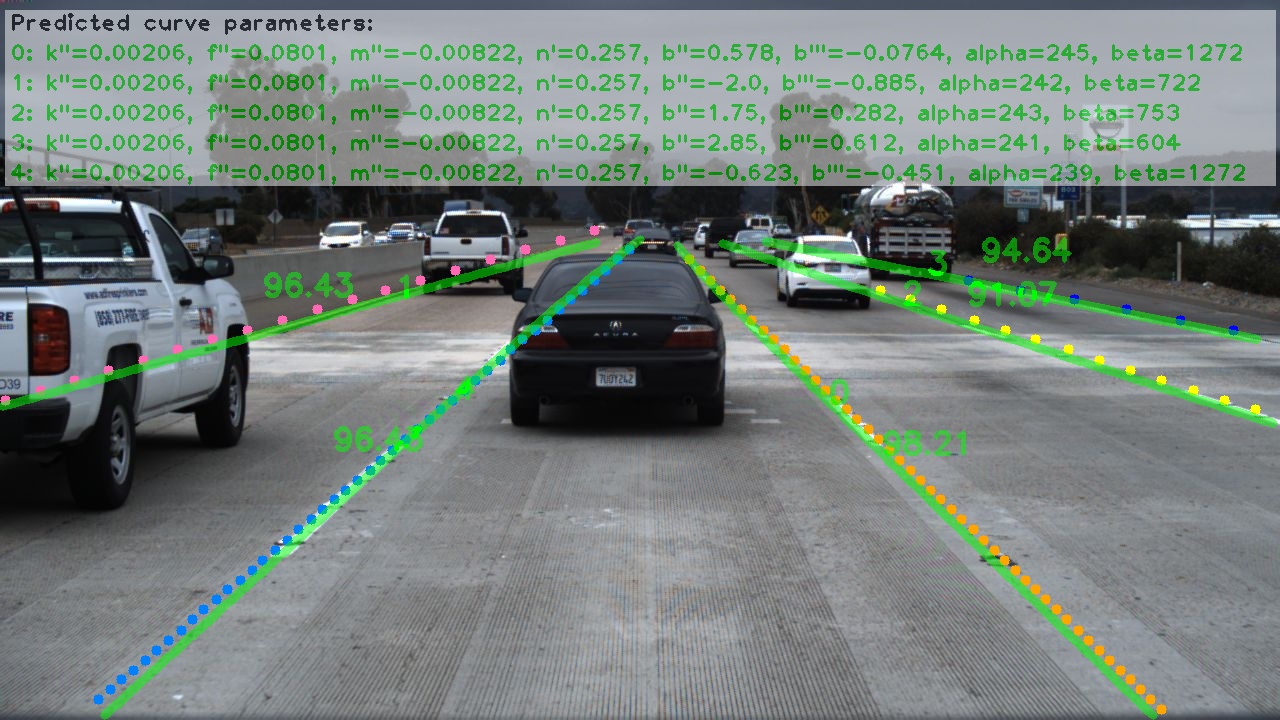 Predicted curve parameters:
0: k''=0.00206, f''=0.0801, m''=-0.00822, n'=0.257, b''=0.578, b'''=-0.0764, alpha=245, beta=1272
1: k''=0.00206, f''=0.0801, m''=-0.00822, n'=0.257, b''=-2.0, b'''=-0.885, alpha=242, beta=722
2: k''=0.00206, f''=0.0801, m''=-0.00822, n'=0.257, b''=1.75, b'''=0.282, alpha=243, beta=753
3: k''=0.00206, f''=0.0801, m''=-0.00822, n'=0.257, b''=2.85, b'''=0.612, alpha=241, beta=604
4: k''=0.00206, f''=0.0801, m''=-0.00822, n'=0.257, b''=-0.623, b'''=-0.451, alpha=239, beta=1272
94.64
3
96.43
1
2
91.07
ACURA
7U0Y242
D39
0
98.21